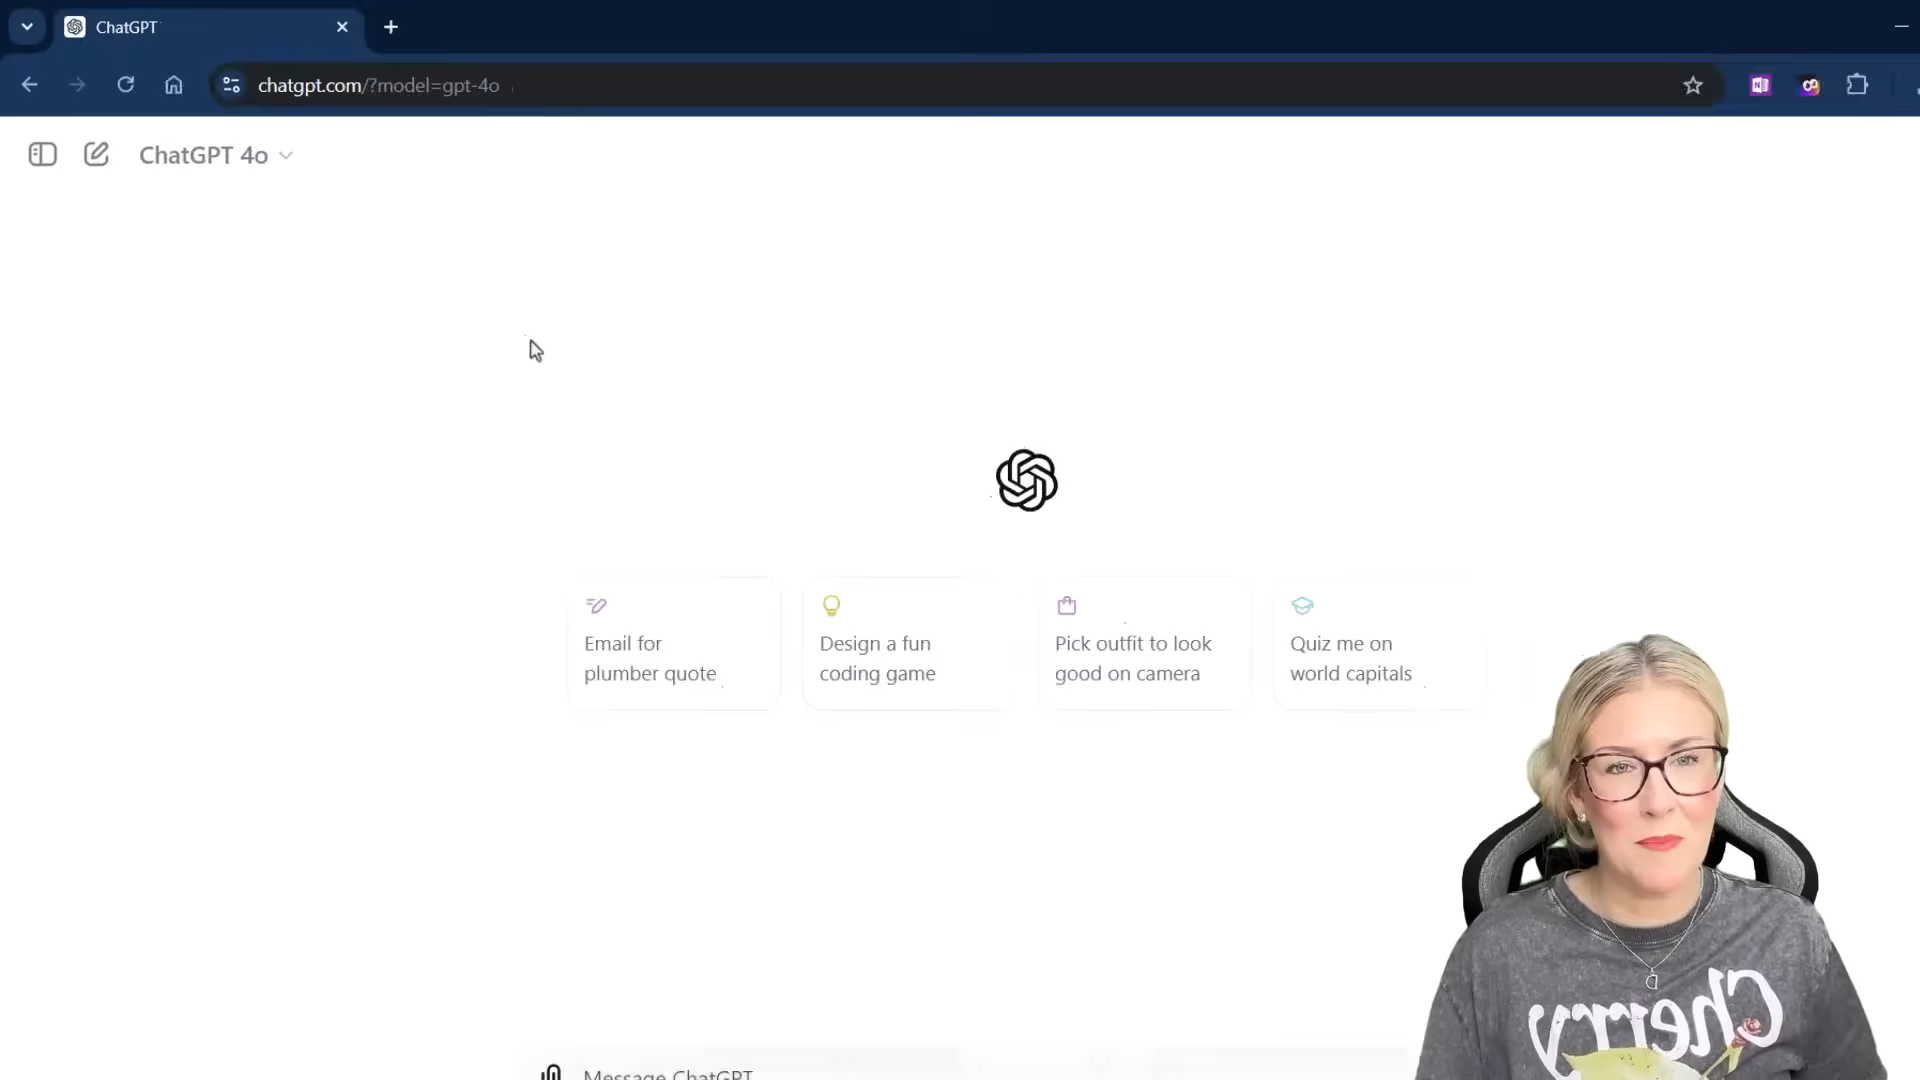 ChatGPT
chatgpt.com/?model=gpt-4o
ChatGPT 4o
Email for
plumber quote
Design a fun
coding game
Pick outfit to look
good on camera
Quiz me on
world capitals
Message ChatGPT
Cherry